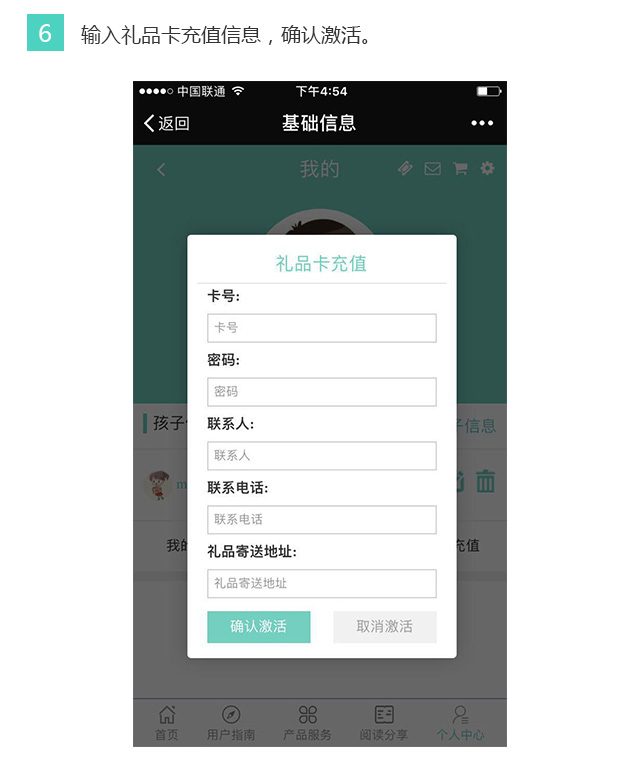 6 输入礼品卡充值信息，确认激活。
中国联通 下午4:54
返回 基础信息
我的
礼品卡充值
卡号:
卡号
密码:
密码
孩子 子信息
联系人:
联系人
m
联系电话:
联系电话
我的 充值
礼品寄送地址:
礼品寄送地址
确认激活 取消激活
首页 用户指南 产品服务 阅读分享 个人中心